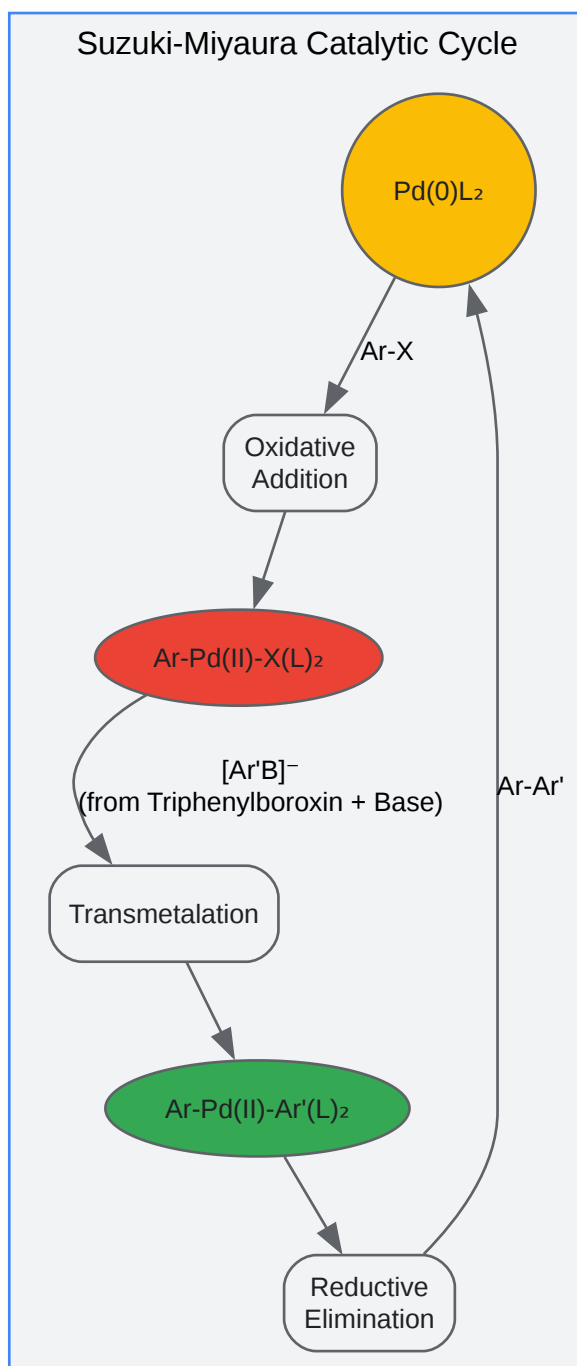 Suzuki-Miyaura Catalytic Cycle
Pd(0)L₂
Ar-X
Oxidative
Addition
Ar-Pd(II)-X(L)₂
[Ar'B]⁻
(from Triphenylboroxin + Base)
Ar-Ar'
Transmetalation
Ar-Pd(II)-Ar'(L)₂
Reductive
Elimination